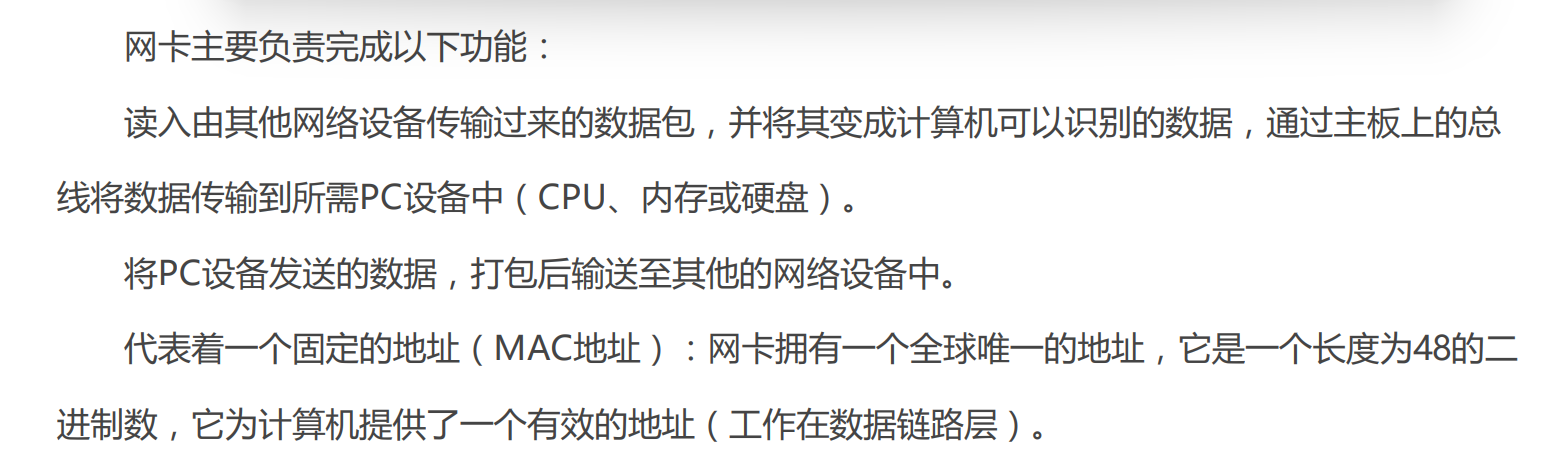 网卡主要负责完成以下功能：
读入由其他网络设备传输过来的数据包，并将其变成计算机可以识别的数据，通过主板上的总
线将数据传输到所需PC设备中（CPU、内存或硬盘）。
将PC设备发送的数据，打包后输送至其他的网络设备中。
代表着一个固定的地址（MAC地址）：网卡拥有一个全球唯一的地址，它是一个长度为48的二
进制数，它为计算机提供了一个有效的地址（工作在数据链路层）。